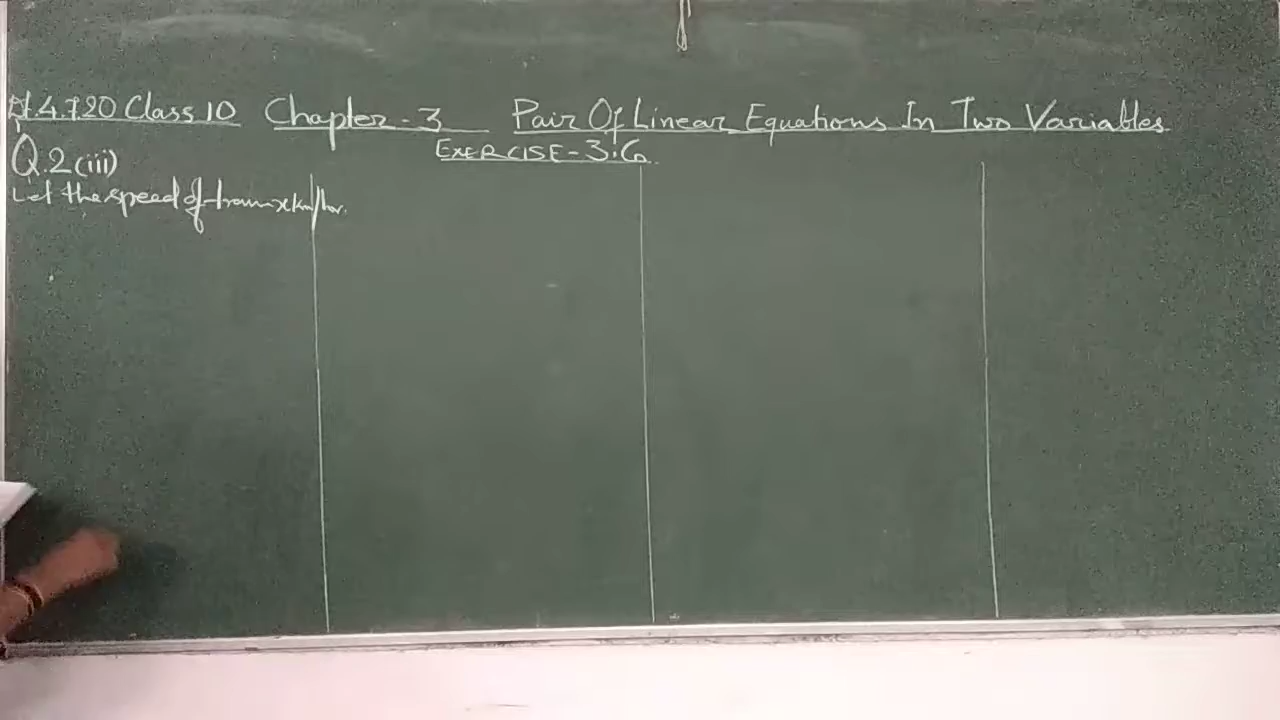 Dt.4.7.20 Class 10 Chapter - 3 Pair Of Linear Equations In Two Variables
EXERCISE - 3.6
Q.2 (iii)
Let the speed of train x km/hr.